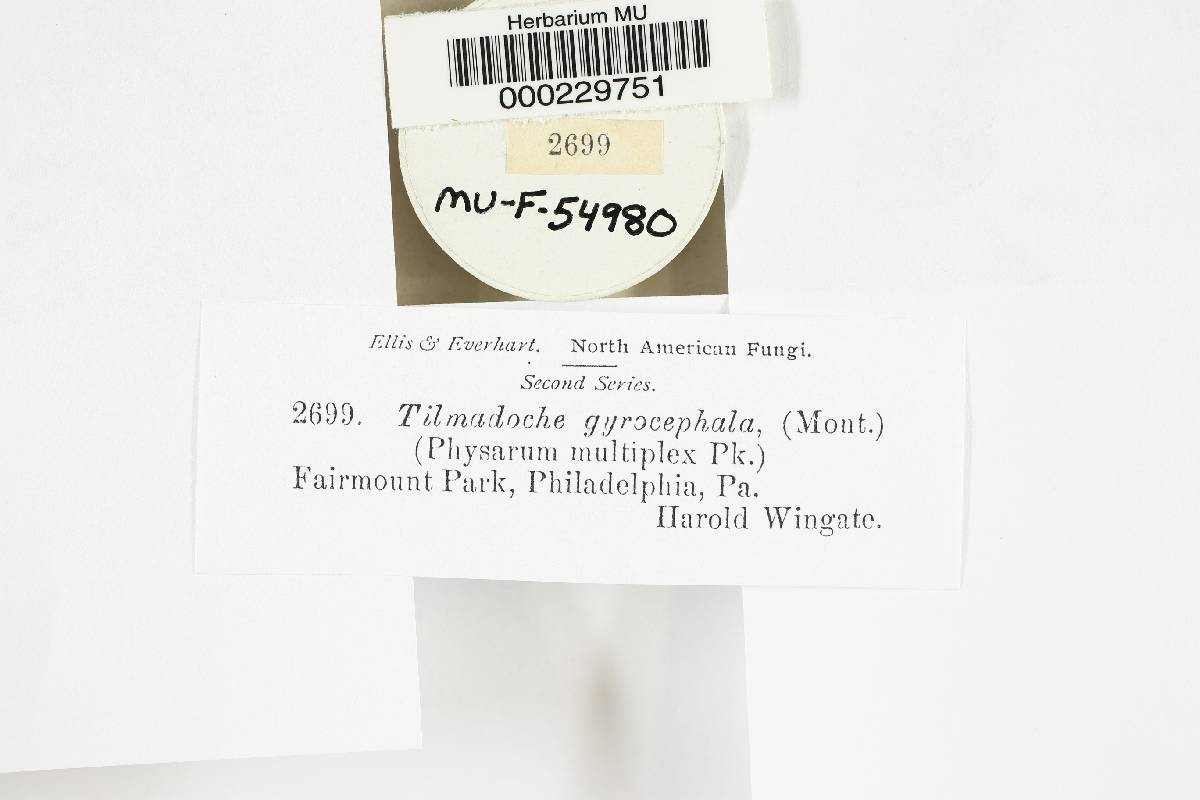 Herbarium MU
000229751
2699
MU-F-54980
Ellis & Everhart. North American Fungi.
Second Series.
2699. Tilmadoche gyrocephala, (Mont.)
(Physarum multiplex Pk.)
Fairmount Park, Philadelphia, Pa.
Harold Wingate.